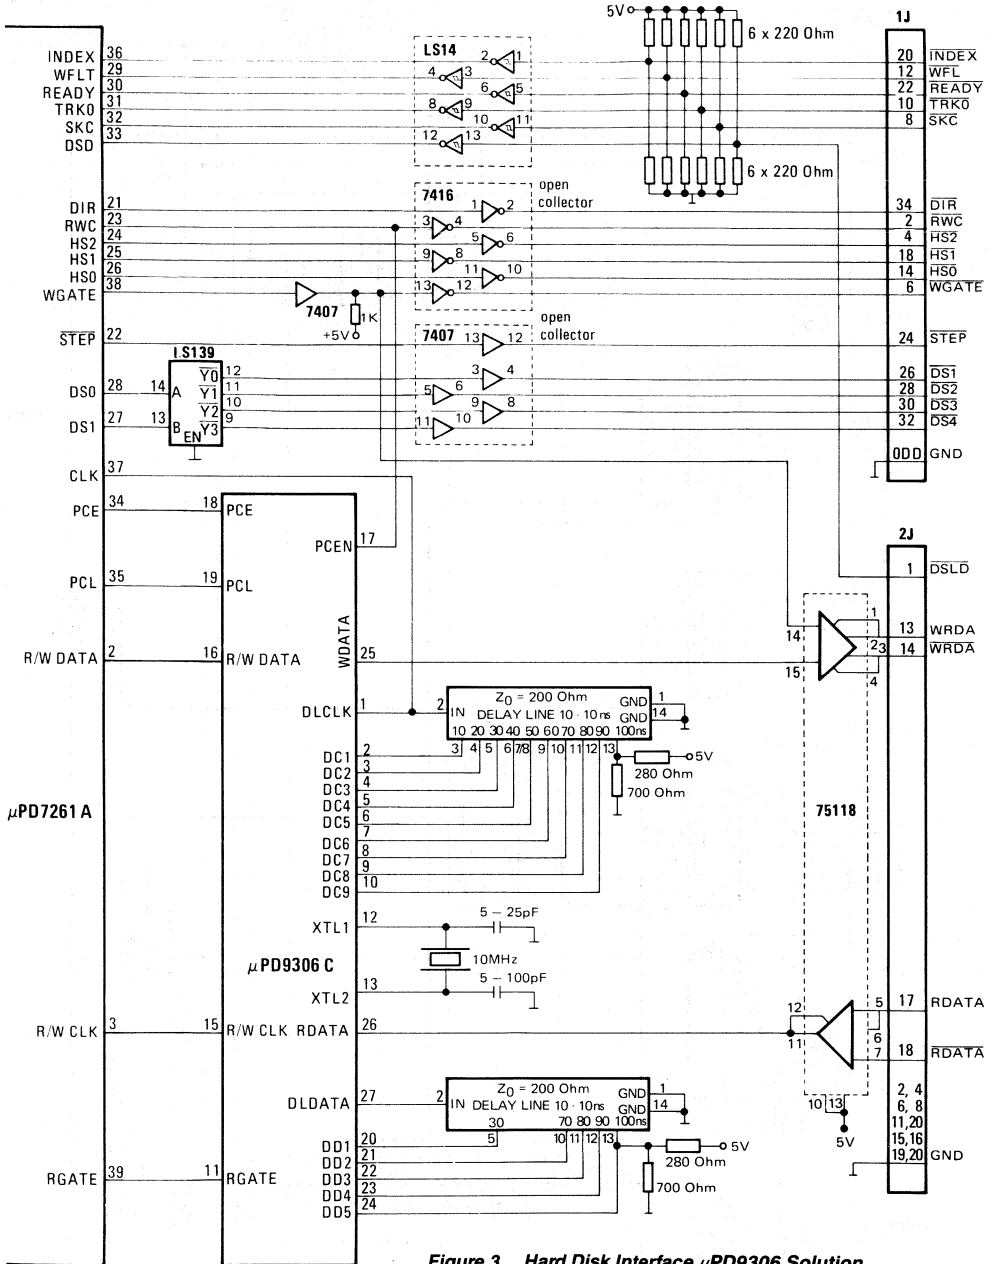 5V
1J
6 x 220 Ohm
6 x 220 Ohm
LS14
2 1
4 3
6 5
8 9
10 11
12 13
INDEX 36
WFLT 29
READY 30
TRK0 31
SKC 32
DSD 33
20 INDEX
12 WFL
22 READY
10 TRK0
8 SKC
7416
open
collector
1 2
3 4
5 6
9 8
11 10
13 12
DIR 21
RWC 23
HS2 24
HS1 25
HS0 26
WGATE 38
34 DIR
2 RWC
4 HS2
18 HS1
14 HS0
6 WGATE
7407
1K
+5V
7407
open
collector
13 12
3 4
5 6
9 8
11 10
STEP 22
24 STEP
LS139
DS0 28 14 A
DS1 27 13 B
EN
Y0 12
Y1 11
Y2 10
Y3 9
26 DS1
28 DS2
30 DS3
32 DS4
ODD GND
CLK 37
PCE 34 18 PCE
PCEN 17
PCL 35 19 PCL
R/W DATA 2 16 R/W DATA
WDATA 25
2J
1 DSLD
14
15
1
2 3
4
13 WRDA
14 WRDA
DLCLK 1
2 IN
Z0 = 200 Ohm
DELAY LINE 10 · 10ns
GND 1
GND 14
10 20 30 40 50 60 70 80 90 100ns
3 4 5 6 7/8 9 10 11 12 13
5V
280 Ohm
700 Ohm
DC1 2
DC2 3
DC3 4
DC4 5
DC5 6
DC6 7
DC7 8
DC8 9
DC9 10
μPD7261 A
75118
XTL1 12
5 – 25pF
10MHz
5 – 100pF
XTL2 13
μPD9306 C
R/W CLK 3 15 R/W CLK
RDATA 26
12
11
5
6
7
17 RDATA
18 RDATA
10 13
5V
2, 4
6, 8
11,20
15,16
19,20 GND
DLDATA 27
2 IN
Z0 = 200 Ohm
DELAY LINE 10 · 10ns
GND 1
GND 14
30 70 80 90 100ns
5 10 11 12 13
5V
280 Ohm
700 Ohm
DD1 20
DD2 21
DD3 22
DD4 23
DD5 24
RGATE 39 11 RGATE
Figure 3. Hard Disk Interface μPD9306 Solution